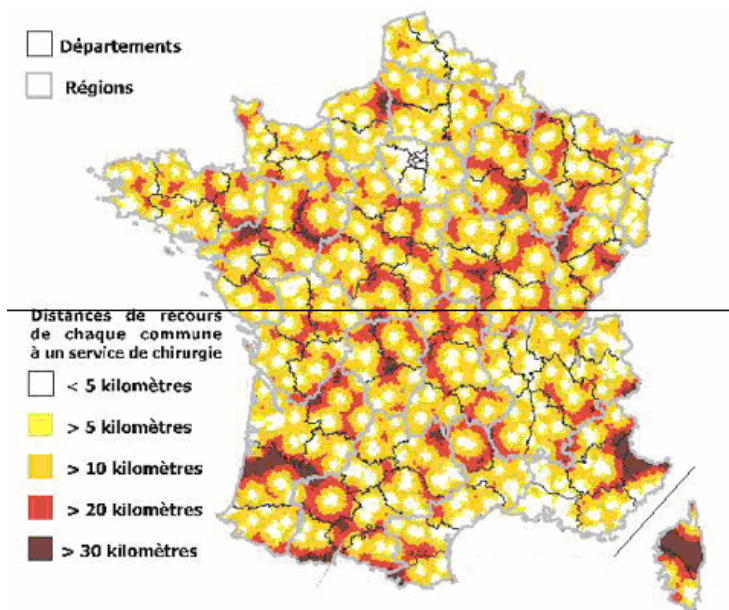 Départements
Régions
Distances de recours
de chaque commune
à un service de chirurgie
< 5 kilomètres
> 5 kilomètres
> 10 kilomètres
> 20 kilomètres
> 30 kilomètres